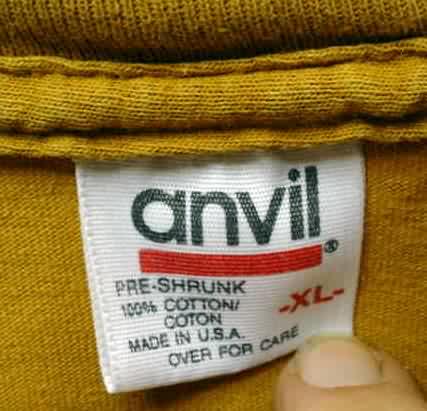 anvil®
PRE-SHRUNK
100% COTTON/
COTON
-XL-
MADE IN U.S.A.
OVER FOR CARE